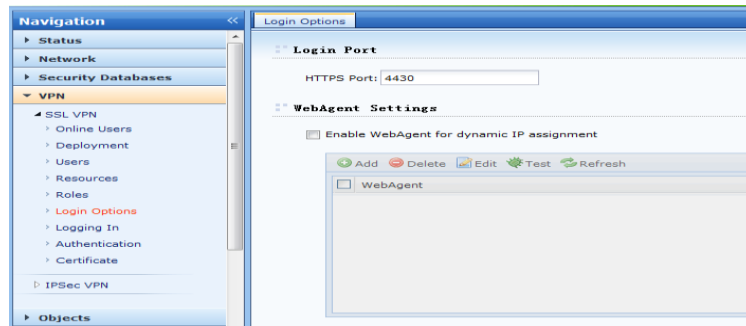 Navigation
Status
Network
Security Databases
VPN
SSL VPN
Online Users
Deployment
Users
Resources
Roles
Login Options
Logging In
Authentication
Certificate
IPSec VPN
Objects
Login Options
Login Port
HTTPS Port: 4430
WebAgent Settings
Enable WebAgent for dynamic IP assignment
Add Delete Edit Test Refresh
WebAgent